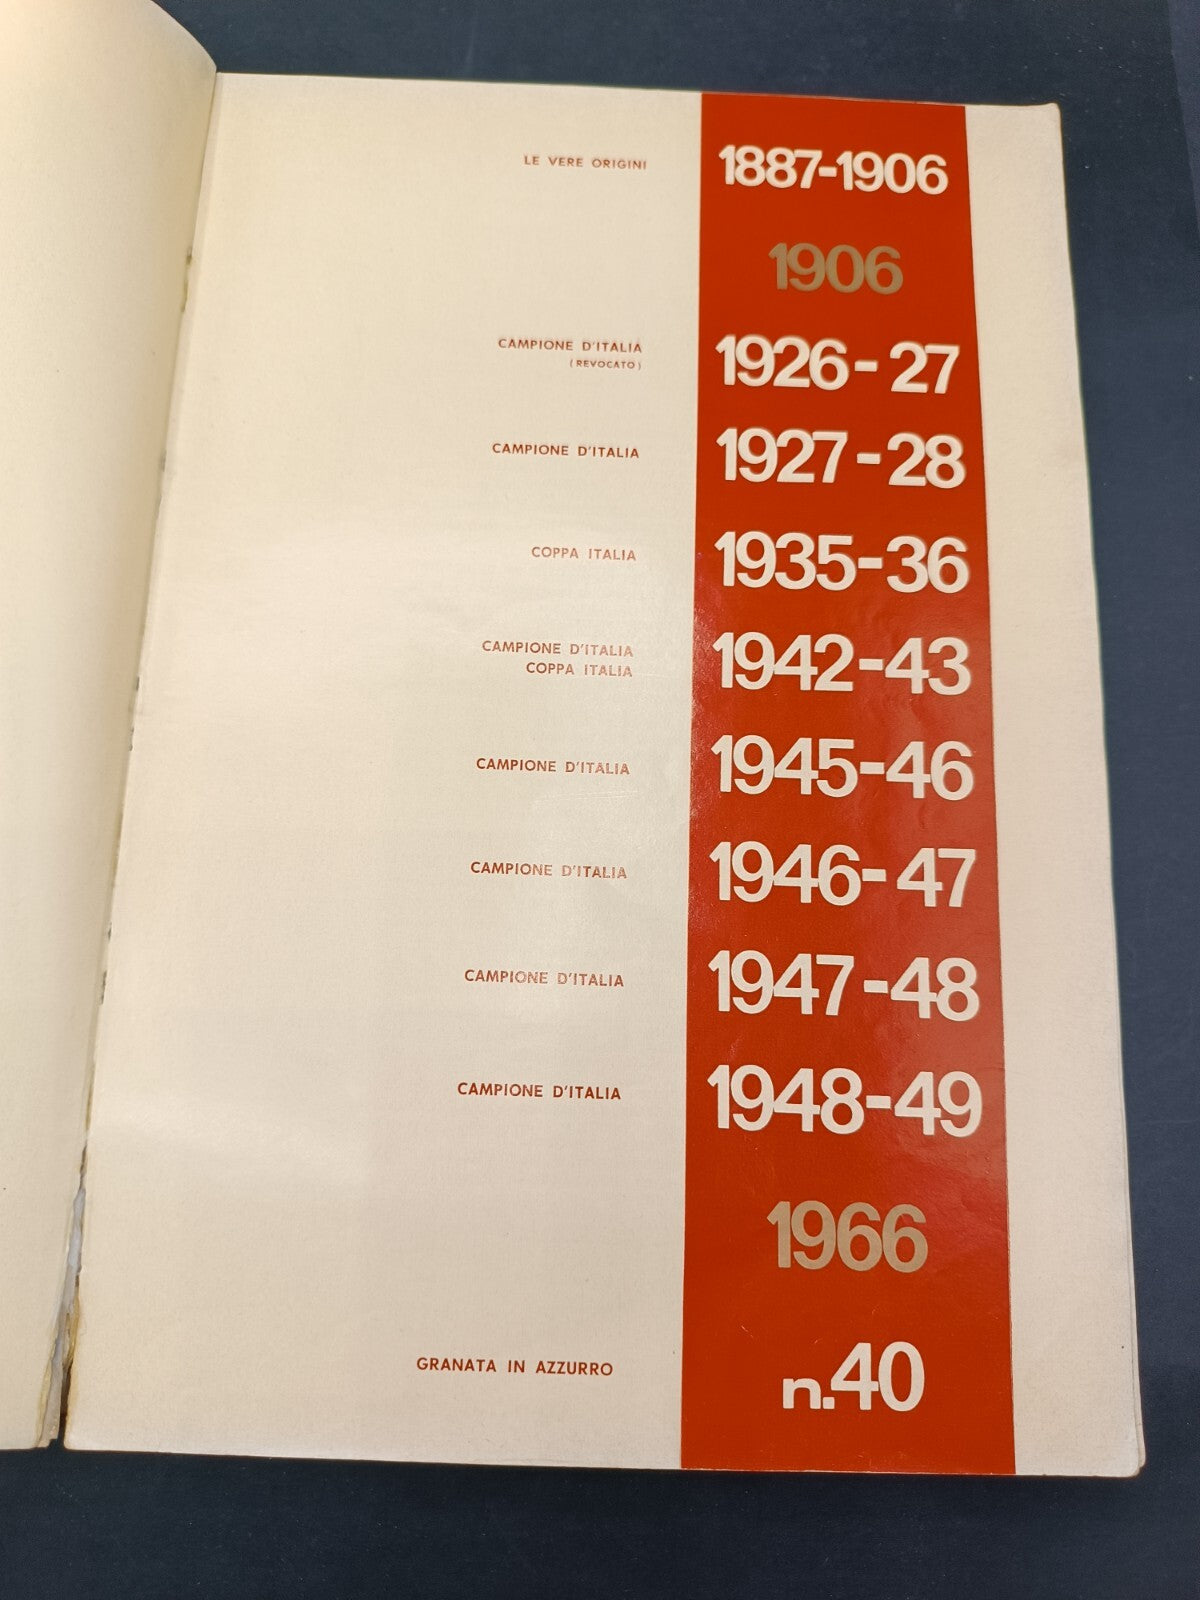 LE VERE ORIGINI 1887-1906
1906
CAMPIONE D'ITALIA 1926-27
(REVOCATO)
CAMPIONE D'ITALIA 1927-28
COPPA ITALIA 1935-36
CAMPIONE D'ITALIA 1942-43
COPPA ITALIA
CAMPIONE D'ITALIA 1945-46
CAMPIONE D'ITALIA 1946-47
CAMPIONE D'ITALIA 1947-48
CAMPIONE D'ITALIA 1948-49
1966
GRANATA IN AZZURRO n.40